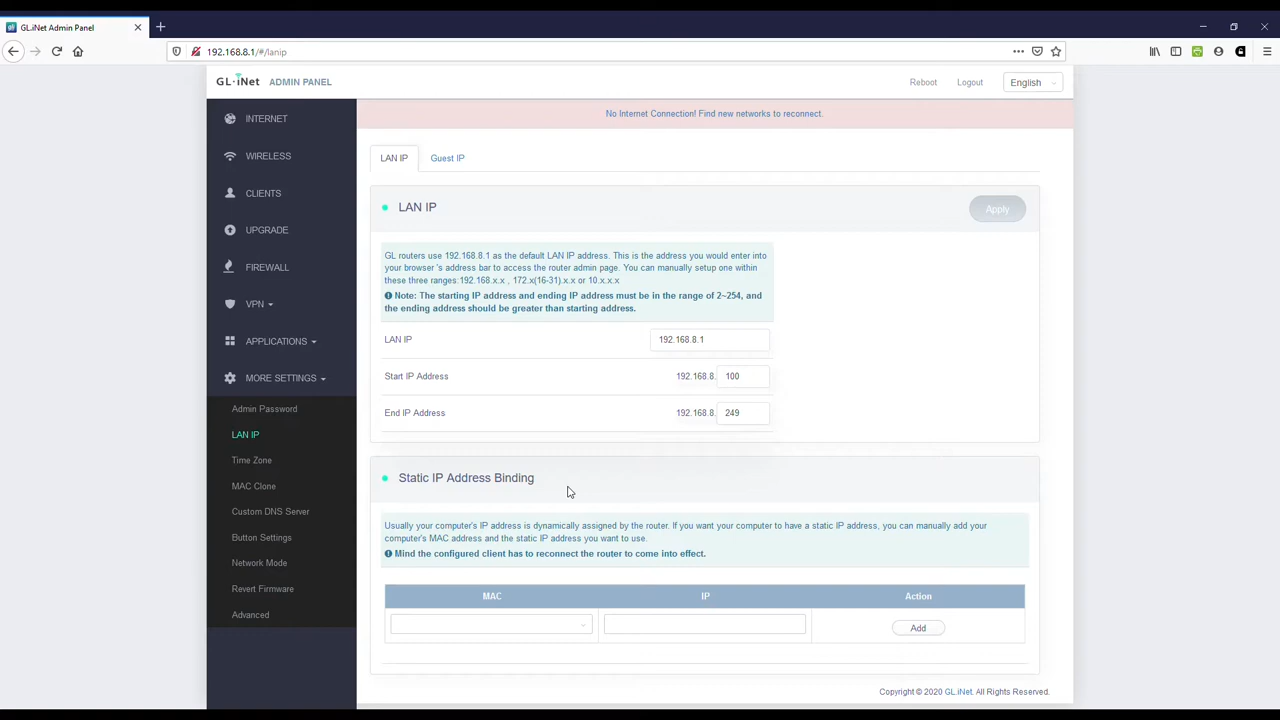 GL.iNet Admin Panel
192.168.8.1/#/lanip
GL·iNet ADMIN PANEL
Reboot
Logout
English
INTERNET
WIRELESS
CLIENTS
UPGRADE
FIREWALL
VPN
APPLICATIONS
MORE SETTINGS
Admin Password
LAN IP
Time Zone
MAC Clone
Custom DNS Server
Button Settings
Network Mode
Revert Firmware
Advanced
No Internet Connection! Find new networks to reconnect.
LAN IP
Guest IP
LAN IP
Apply
GL routers use 192.168.8.1 as the default LAN IP address. This is the address you would enter into
your browser 's address bar to access the router admin page. You can manually setup one within
these three ranges:192.168.x.x , 172.x(16-31).x.x or 10.x.x.x
Note: The starting IP address and ending IP address must be in the range of 2~254, and
the ending address should be greater than starting address.
LAN IP 192.168.8.1
Start IP Address 192.168.8. 100
End IP Address 192.168.8. 249
Static IP Address Binding
Usually your computer's IP address is dynamically assigned by the router. If you want your computer to have a static IP address, you can manually add your
computer's MAC address and the static IP address you want to use.
Mind the configured client has to reconnect the router to come into effect.
MAC IP Action
Add
Copyright © 2020 GL.iNet. All Rights Reserved.